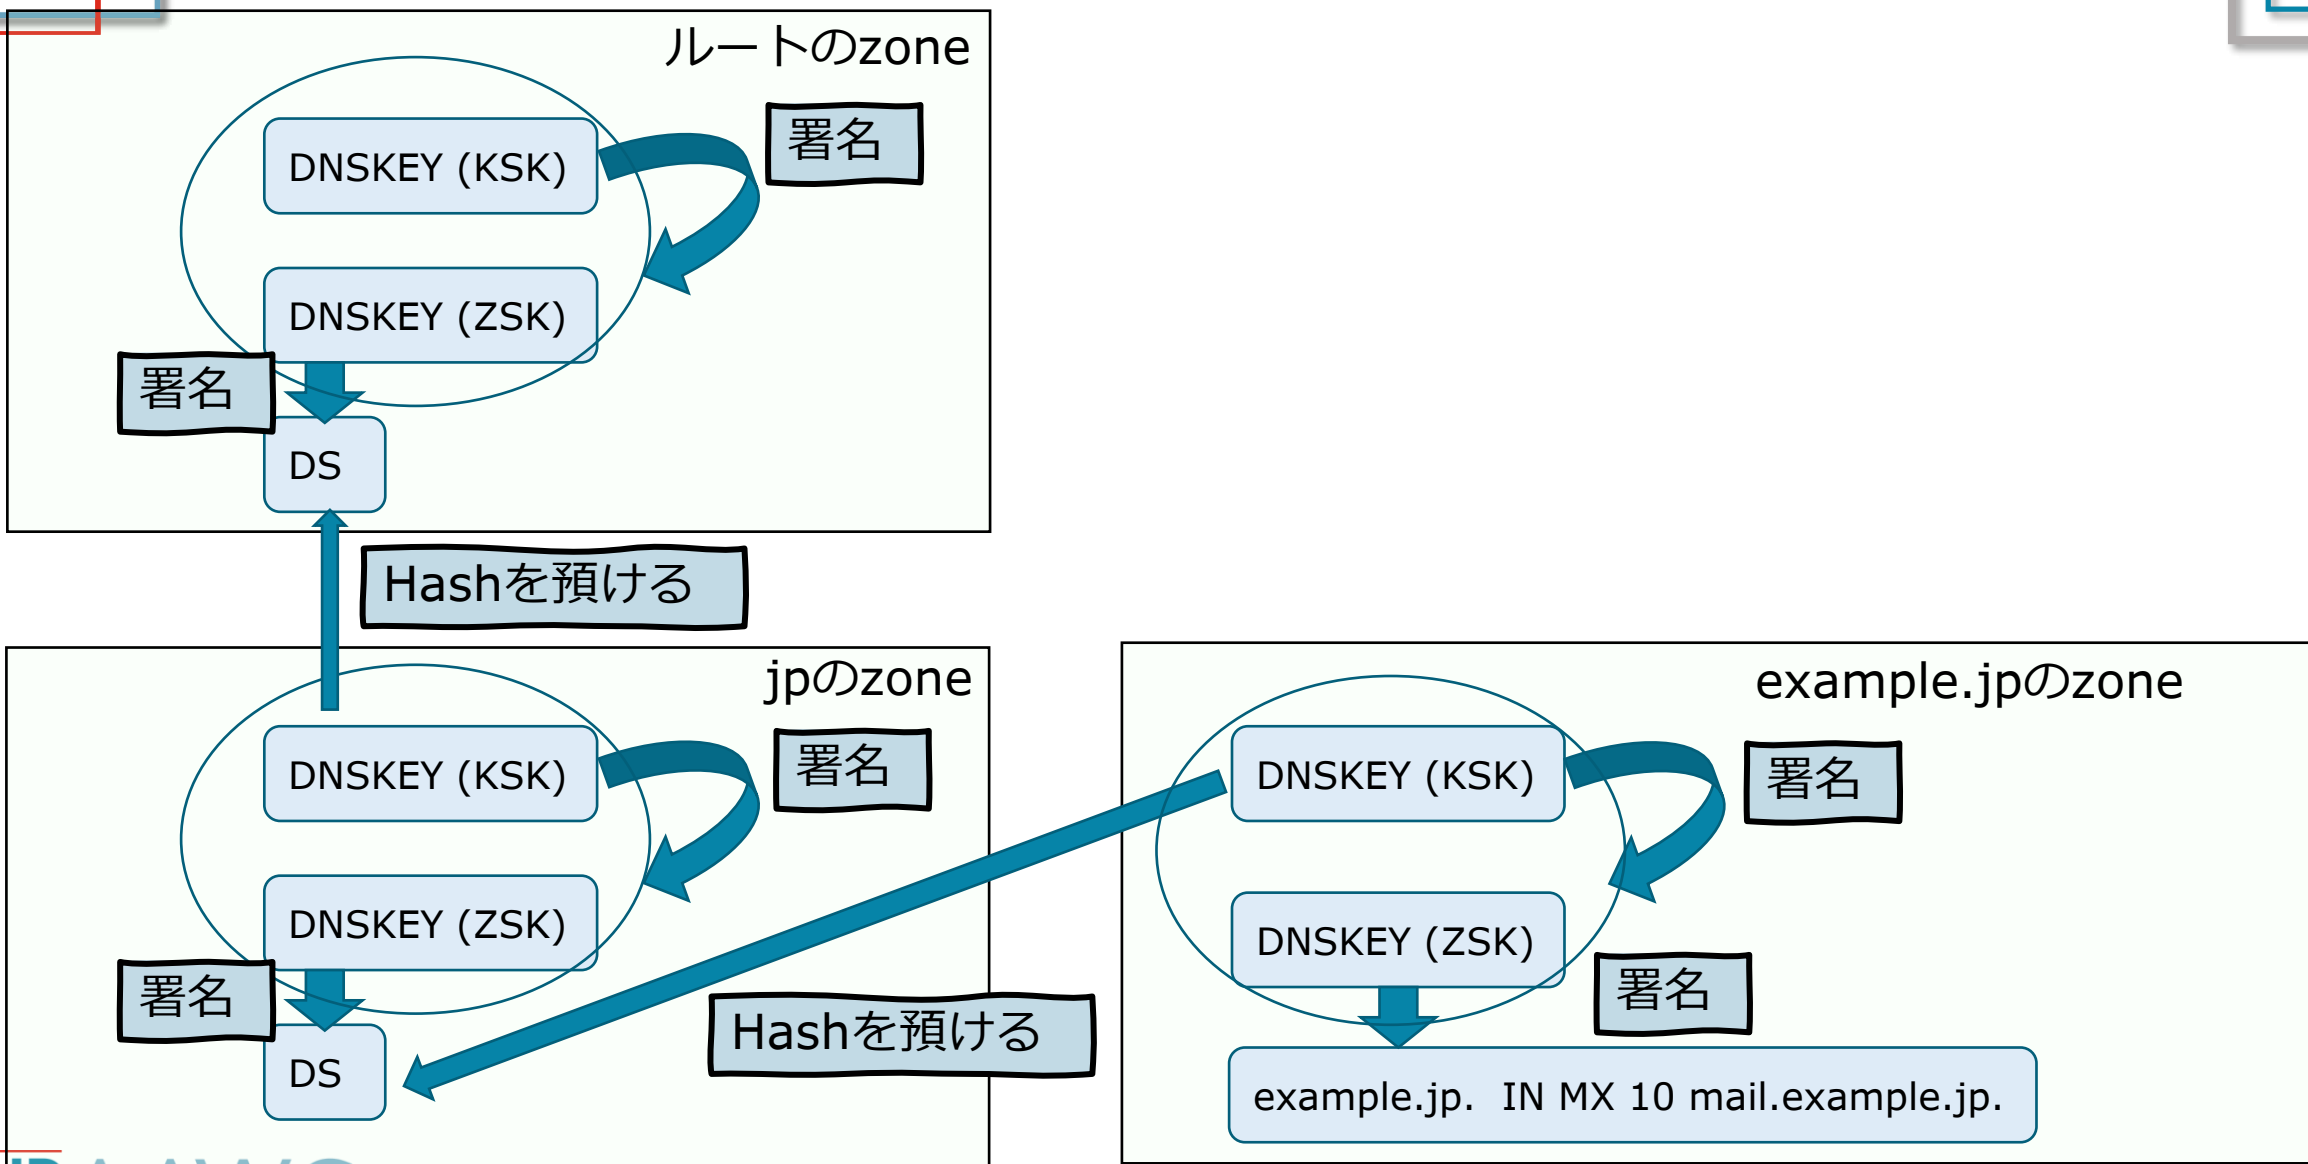 ルートのzone
DNSKEY (KSK)
署名
DNSKEY (ZSK)
署名
DS
Hashを預ける
jpのzone
DNSKEY (KSK)
署名
DNSKEY (ZSK)
署名
DS
Hashを預ける
example.jpのzone
DNSKEY (KSK)
署名
DNSKEY (ZSK)
署名
example.jp. IN MX 10 mail.example.jp.